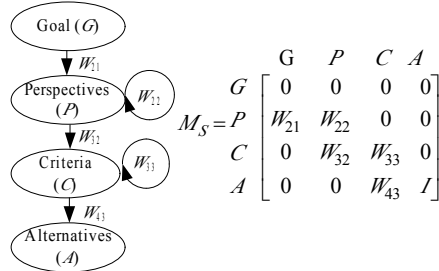 Goal (G)
W21
Perspectives
(P)
W22
W32
Criteria
(C)
W33
W43
Alternatives
(A)
G P C A
G 0 0 0 0
MS = P W21 W22 0 0
C 0 W32 W33 0
A 0 0 W43 I